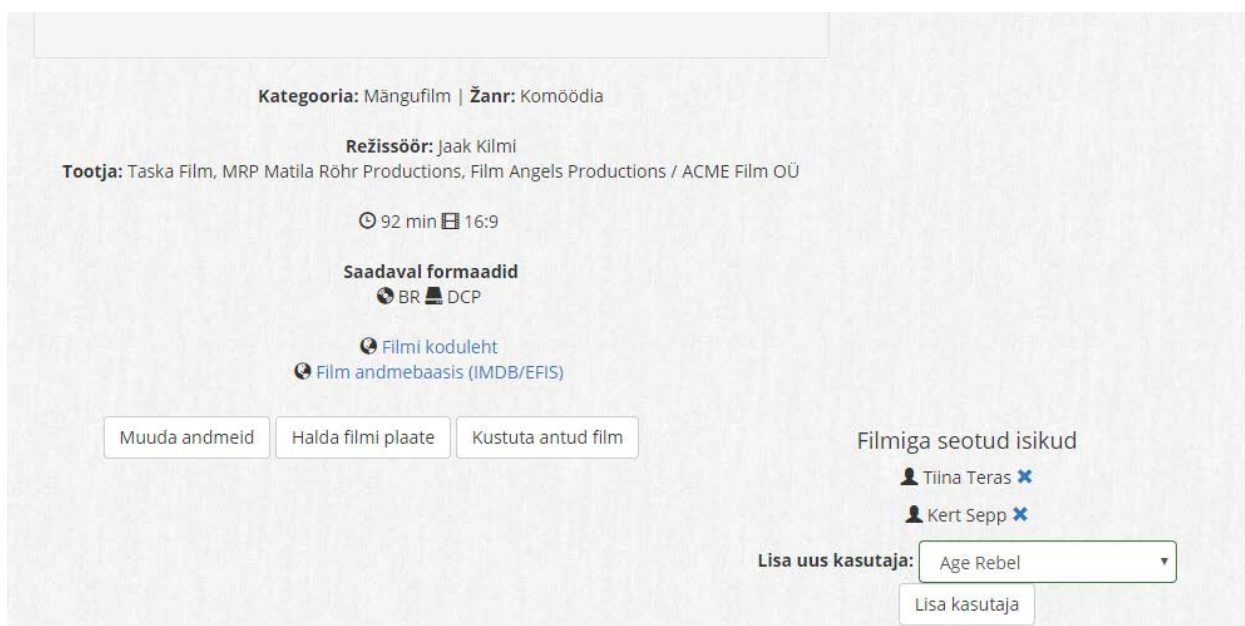 Kategooria: Mängufilm | Žanr: Komöödia
Režissöör: Jaak Kilmi
Tootja: Taska Film, MRP Matila Röhr Productions, Film Angels Productions / ACME Film OÜ
92 min 16:9
Saadaval formaadid
BR DCP
Filmi koduleht
Film andmebaasis (IMDB/EFIS)
Muuda andmeid Halda filmi plaate Kustuta antud film
Filmiga seotud isikud
Tiina Teras
Kert Sepp
Lisa uus kasutaja: Age Rebel
Lisa kasutaja